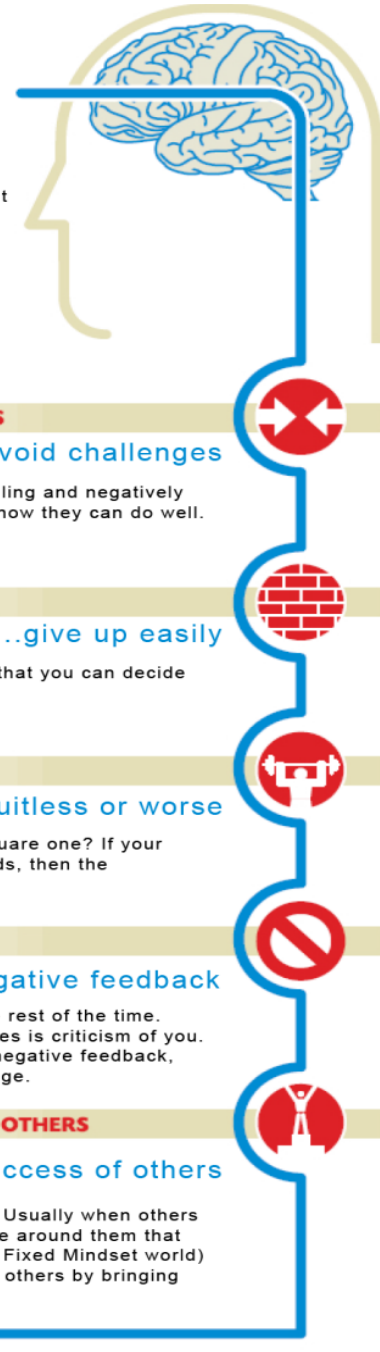 t
S
void challenges
ling and negatively
now they can do well.
..give up easily
that you can decide
uitless or worse
uare one? If your
ds, then the
gative feedback
rest of the time.
es is criticism of you.
negative feedback,
ge.
OTHERS
ccess of others
Usually when others
e around them that
Fixed Mindset world)
others by bringing